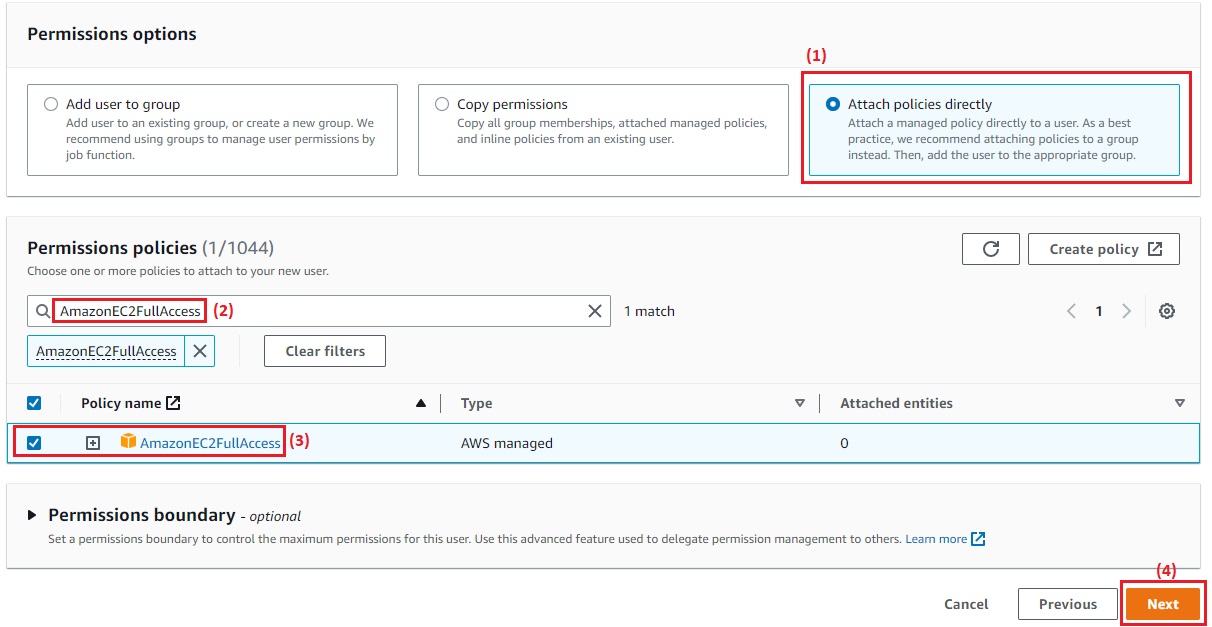 Permissions options
(1)
Add user to group
Add user to an existing group, or create a new group. We
recommend using groups to manage user permissions by
job function.
Copy permissions
Copy all group memberships, attached managed policies,
and inline policies from an existing user.
Attach policies directly
Attach a managed policy directly to a user. As a best
practice, we recommend attaching policies to a group
instead. Then, add the user to the appropriate group.
Permissions policies (1/1044)
Choose one or more policies to attach to your new user.
Create policy
AmazonEC2FullAccess (2)
1 match
1
AmazonEC2FullAccess
Clear filters
Policy name
Type
Attached entities
AmazonEC2FullAccess (3)
AWS managed
0
Permissions boundary - optional
Set a permissions boundary to control the maximum permissions for this user. Use this advanced feature used to delegate permission management to others. Learn more
(4)
Cancel
Previous
Next